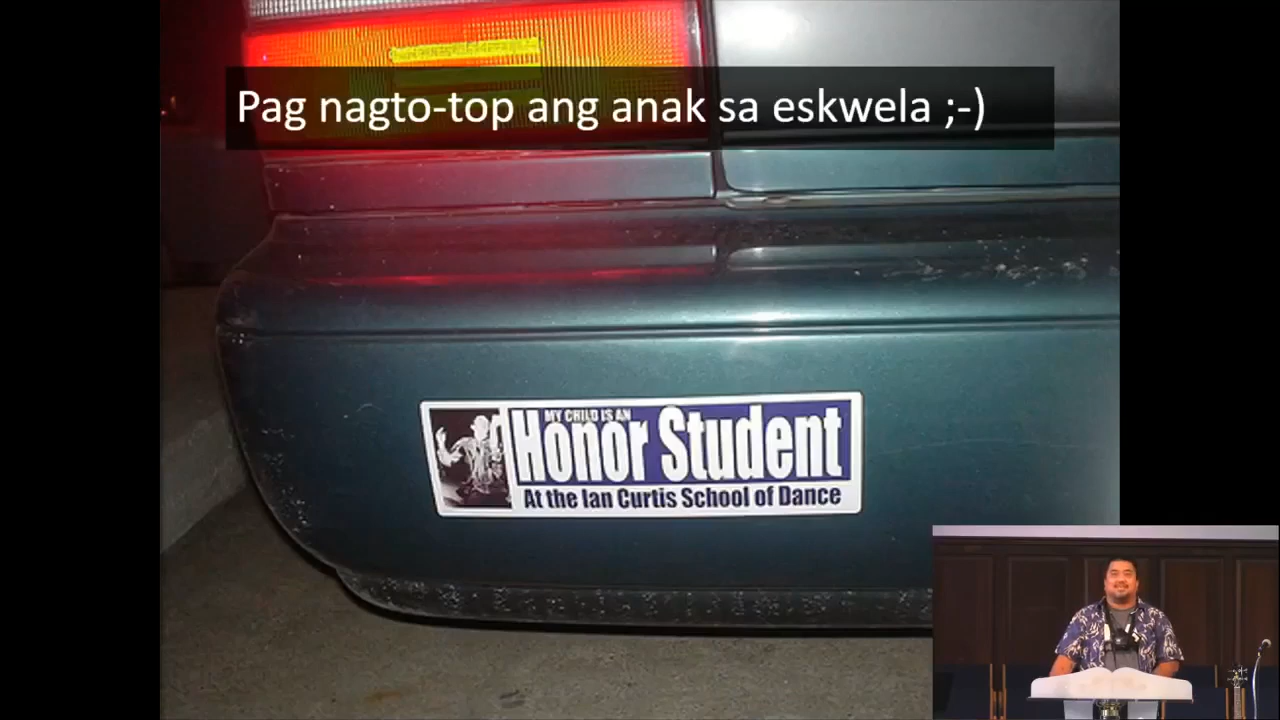 Pag nagto-top ang anak sa eskwela ;-)
MY CHILD IS AN
Honor Student
At the Ian Curtis School of Dance